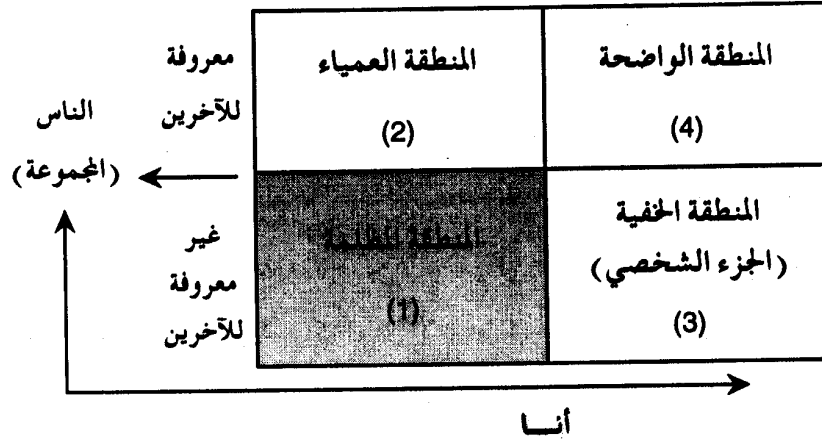 المنطقة الواضحة
(4)
المنطقة العمياء
(2)
معروفة
للآخرين
الناس
(المجموعة)
المنطقة الخفية
(الجزء الشخصي)
(3)
المنطقة المظلمة
(1)
غير
معروفة
للآخرين
أنـــا